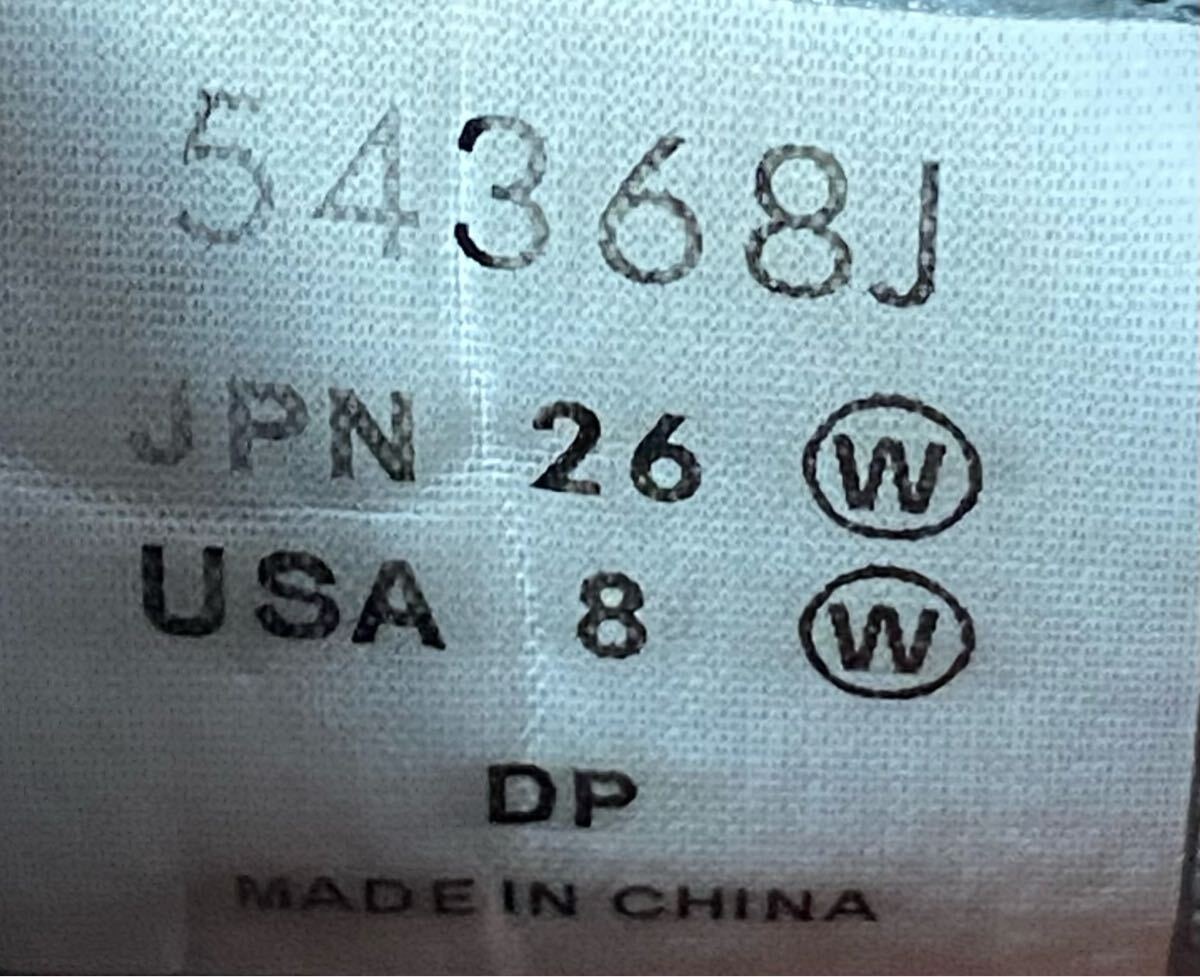 54368J
JPN 26 Ⓦ
USA 8 Ⓦ
DP
MADE IN CHINA